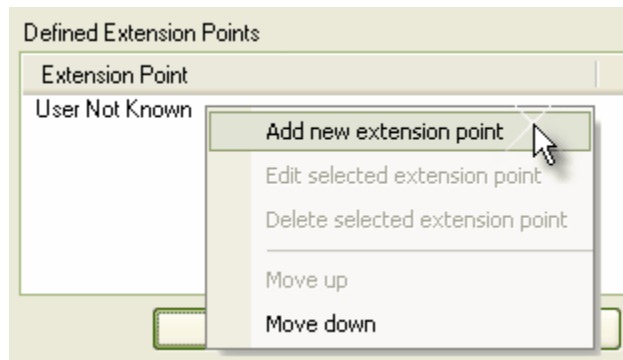 Defined Extension Points
Extension Point
User Not Known
Add new extension point
Edit selected extension point
Delete selected extension point
Move up
Move down